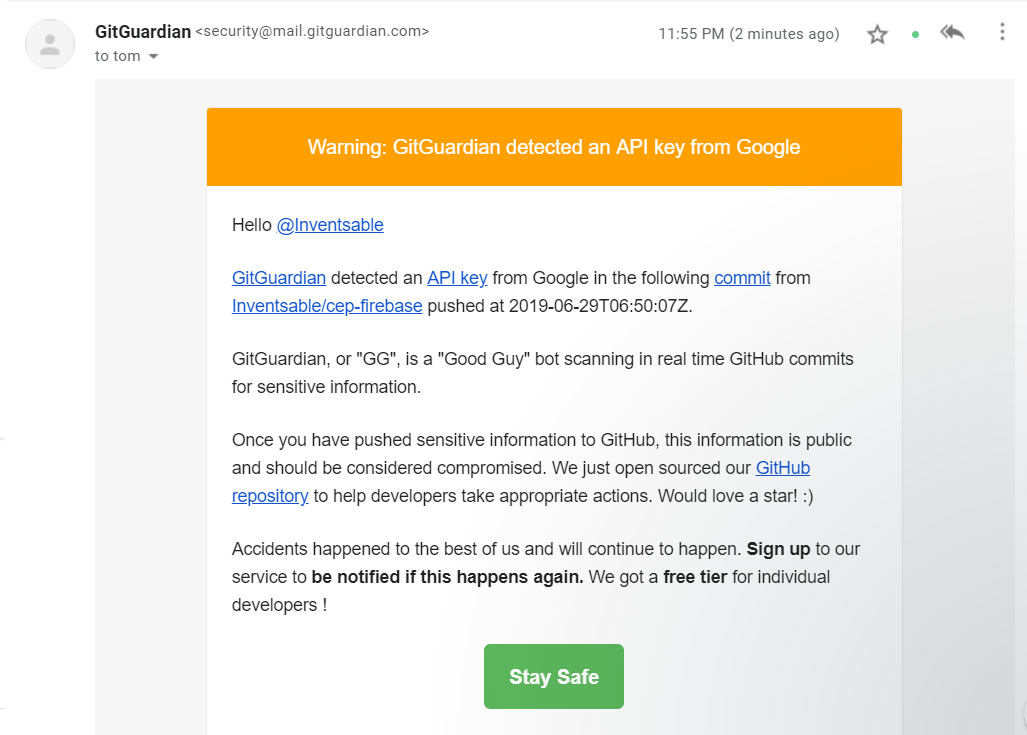 GitGuardian <security@mail.gitguardian.com>
11:55 PM (2 minutes ago)
to tom
Warning: GitGuardian detected an API key from Google
Hello @Inventsable
GitGuardian detected an API key from Google in the following commit from
Inventsable/cep-firebase pushed at 2019-06-29T06:50:07Z.
GitGuardian, or "GG", is a "Good Guy" bot scanning in real time GitHub commits
for sensitive information.
Once you have pushed sensitive information to GitHub, this information is public
and should be considered compromised. We just open sourced our GitHub
repository to help developers take appropriate actions. Would love a star! :)
Accidents happened to the best of us and will continue to happen. Sign up to our
service to be notified if this happens again. We got a free tier for individual
developers !
Stay Safe